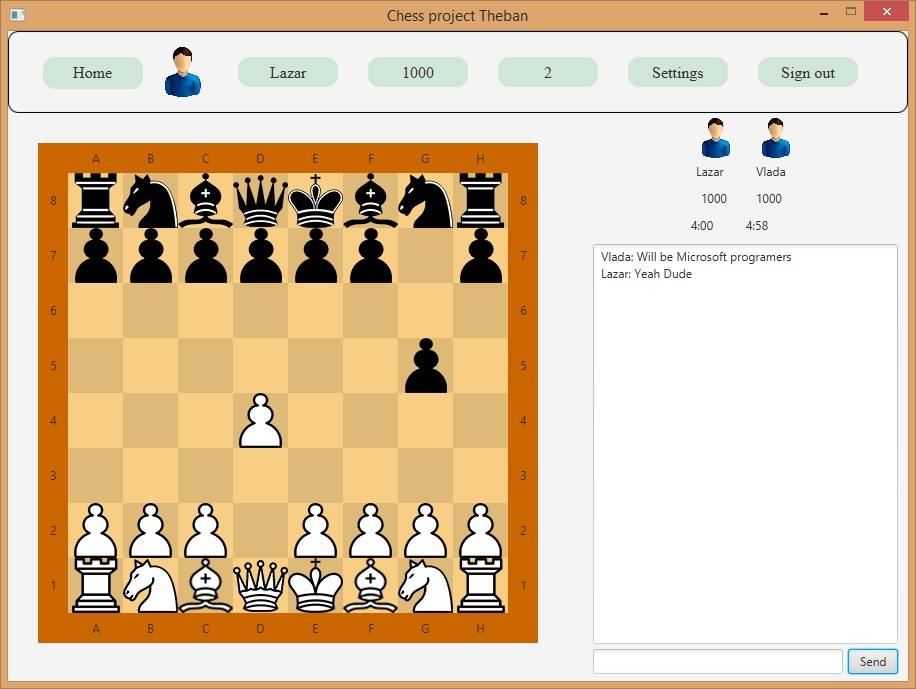 Chess project Theban
Home
Lazar
1000
2
Settings
Sign out
Lazar Vlada
1000 1000
4:00 4:58
A B C D E F G H
8 8
7 7
6 6
5 5
4 4
3 3
2 2
1 1
A B C D E F G H
Vlada: Will be Microsoft programers
Lazar: Yeah Dude
Send